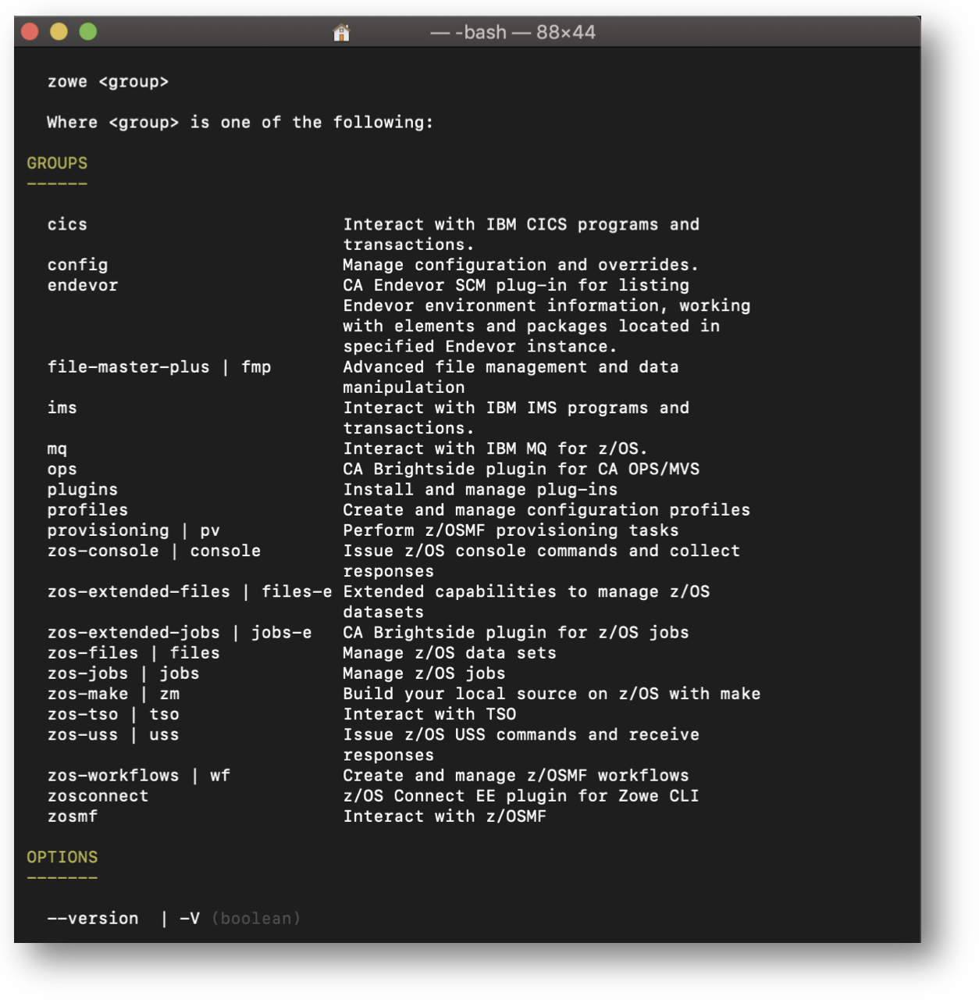 — -bash — 88×44
zowe <group>
Where <group> is one of the following:
GROUPS
------
cics Interact with IBM CICS programs and
transactions.
config Manage configuration and overrides.
endevor CA Endevor SCM plug-in for listing
Endevor environment information, working
with elements and packages located in
specified Endevor instance.
file-master-plus | fmp Advanced file management and data
manipulation
ims Interact with IBM IMS programs and
transactions.
mq Interact with IBM MQ for z/OS.
ops CA Brightside plugin for CA OPS/MVS
plugins Install and manage plug-ins
profiles Create and manage configuration profiles
provisioning | pv Perform z/OSMF provisioning tasks
zos-console | console Issue z/OS console commands and collect
responses
zos-extended-files | files-e Extended capabilities to manage z/OS
datasets
zos-extended-jobs | jobs-e CA Brightside plugin for z/OS jobs
zos-files | files Manage z/OS data sets
zos-jobs | jobs Manage z/OS jobs
zos-make | zm Build your local source on z/OS with make
zos-tso | tso Interact with TSO
zos-uss | uss Issue z/OS USS commands and receive
responses
zos-workflows | wf Create and manage z/OSMF workflows
zosconnect z/OS Connect EE plugin for Zowe CLI
zosmf Interact with z/OSMF
OPTIONS
-------
--version | -V (boolean)